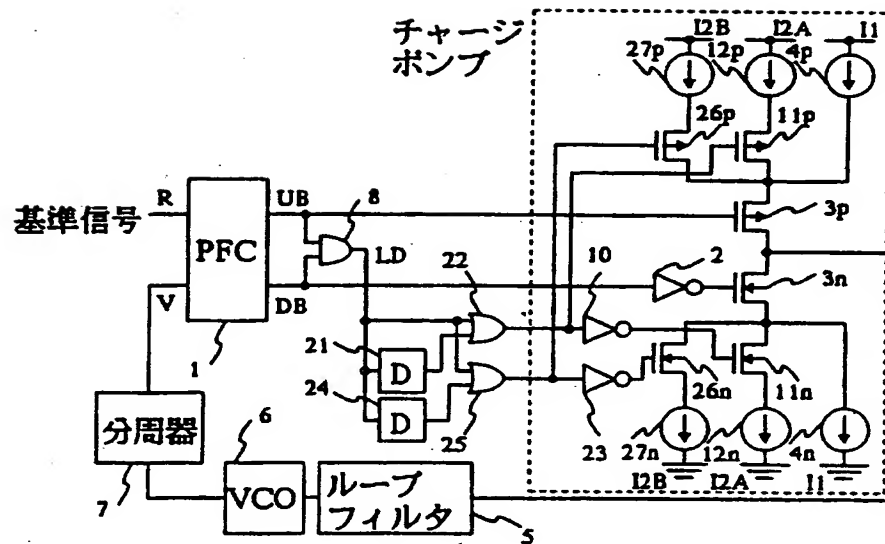 チャージ
ポンプ
I2B
I2A
I1
27p
12p
4p
26p
11p
R
UB
8
基準信号
PFC
LD
3p
V
DB
22
10
2
3n
1
21
D
24
D
25
23
26n
11n
分周器
7
6
VCO
ループ
フィルタ
5
27n
12n
4n
I2B
I2A
I1